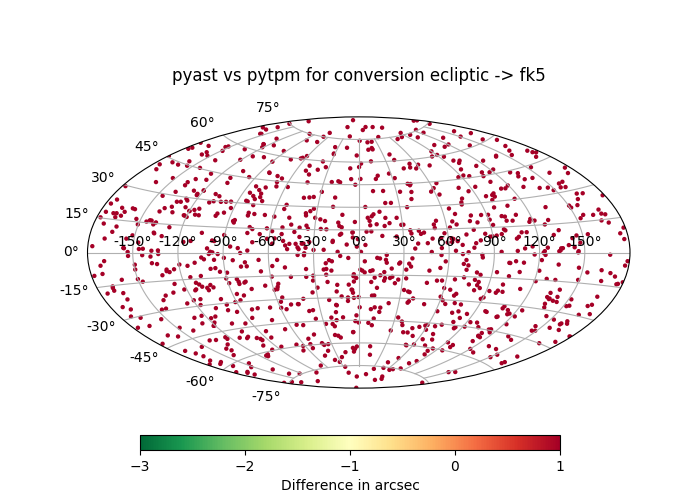 pyast vs pytpm for conversion ecliptic -> fk5
75°
60°
45°
30°
15°
0°
-150° -120° -90° -60° -30° 0° 30° 60° 90° 120° 150°
-15°
-30°
-45°
-60°
-75°
−3 −2 −1 0 1
Difference in arcsec